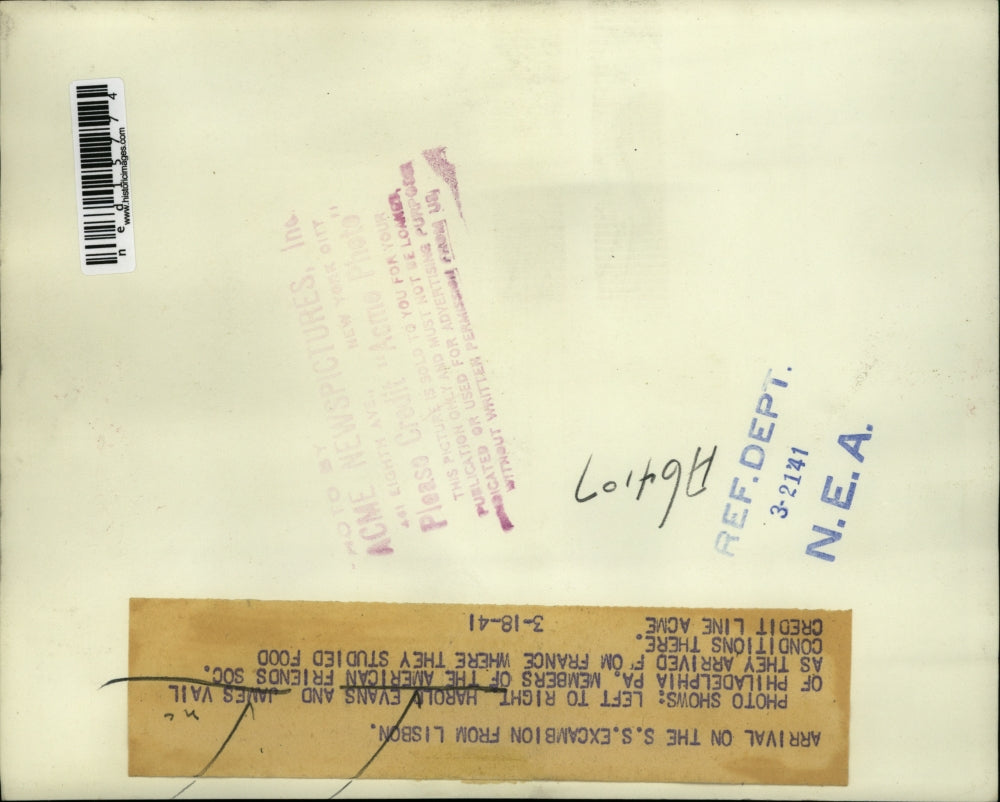 ned15774
www.historicimages.com
PHOTO BY
ACME NEWSPICTURES, Inc.
461 EIGHTH AVE. NEW YORK CITY
Please Credit "Acme Photo"
THIS PICTURE IS SOLD TO YOU FOR YOUR
PUBLICATION ONLY AND MUST NOT BE LOANED,
SYNDICATED OR USED FOR ADVERTISING PURPOSES
WITHOUT WRITTEN PERMISSION FROM US
REF. DEPT.
3-2141
N.E.A.
ARRIVAL ON THE S.S.EXCAMBION FROM LISBON.
PHOTO SHOWS: LEFT TO RIGHT HAROLD EVANS AND JAMES VAIL
OF PHILADELPHIA PA. MEMBERS OF THE AMERICAN FRIENDS SOC.
AS THEY ARRIVED F OM FRANCE WHERE THEY STUDIED FOOD
CONDITIONS THERE.
CREDIT LINE ACME 3-18-41